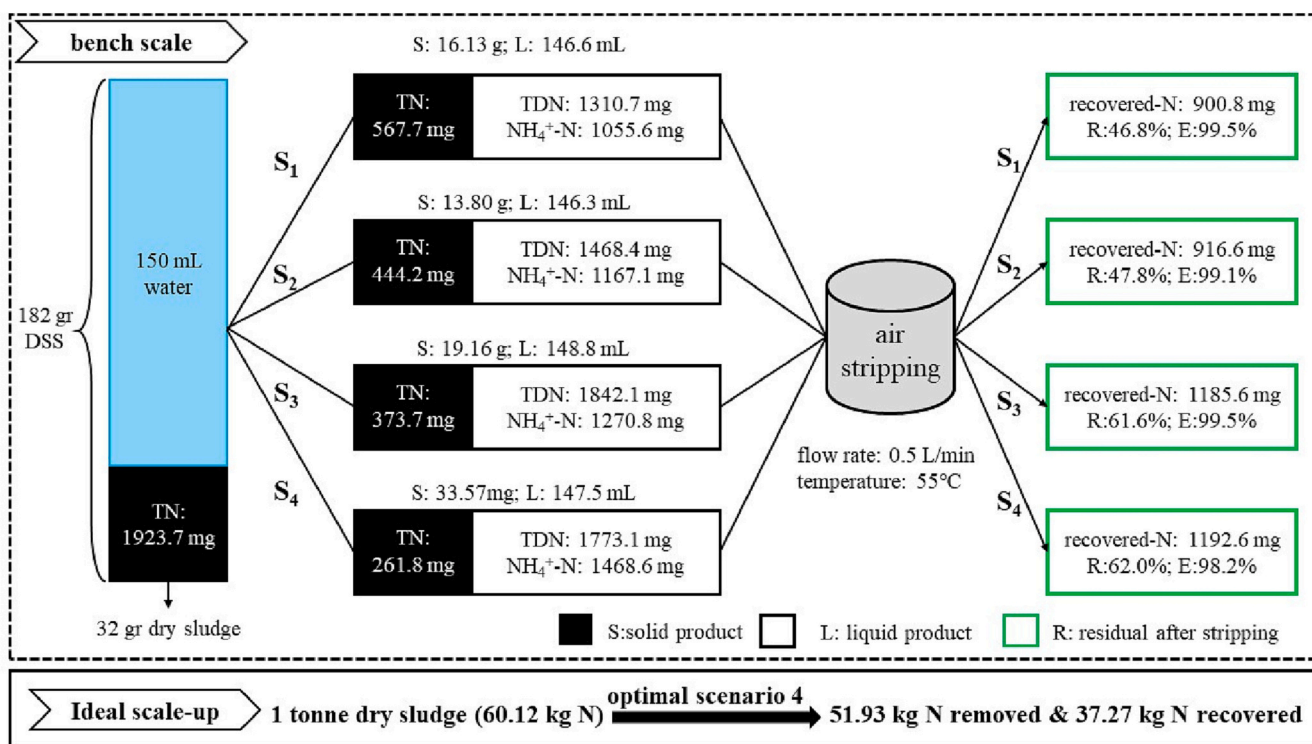 bench scale
182 gr
DSS
150 mL
water
TN:
1923.7 mg
32 gr dry sludge
S₁
S₂
S₃
S₄
S: 16.13 g; L: 146.6 mL
TN:
567.7 mg
TDN: 1310.7 mg
NH₄⁺-N: 1055.6 mg
S: 13.80 g; L: 146.3 mL
TN:
444.2 mg
TDN: 1468.4 mg
NH₄⁺-N: 1167.1 mg
S: 19.16 g; L: 148.8 mL
TN:
373.7 mg
TDN: 1842.1 mg
NH₄⁺-N: 1270.8 mg
S: 33.57mg; L: 147.5 mL
TN:
261.8 mg
TDN: 1773.1 mg
NH₄⁺-N: 1468.6 mg
air
stripping
flow rate: 0.5 L/min
temperature: 55°C
S₁
S₂
S₃
S₄
recovered-N: 900.8 mg
R:46.8%; E:99.5%
recovered-N: 916.6 mg
R:47.8%; E:99.1%
recovered-N: 1185.6 mg
R:61.6%; E:99.5%
recovered-N: 1192.6 mg
R:62.0%; E:98.2%
S:solid product
L: liquid product
R: residual after stripping
Ideal scale-up
1 tonne dry sludge (60.12 kg N)
optimal scenario 4
51.93 kg N removed & 37.27 kg N recovered